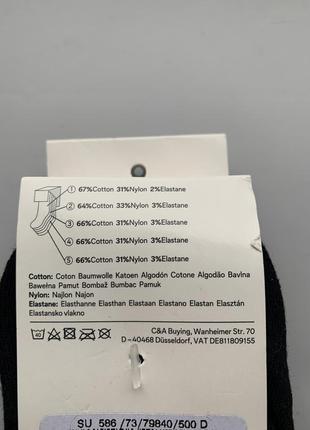 1 67%Cotton 31%Nylon 2%Elastane
2 64%Cotton 33%Nylon 3%Elastane
3 66%Cotton 31%Nylon 3%Elastane
4 66%Cotton 31%Nylon 3%Elastane
5 66%Cotton 31%Nylon 3%Elastane
Cotton: Coton Baumwolle Katoen Algodón Cotone Algodão Bavlna
Bawełna Pamut Bombaž Bumbac Pamuk
Nylon: Najlon Najon
Elastane: Elasthanne Elasthan Elastaan Elastano Elastan Elasztán
Elastansko vlakno
40
C&A Buying, Wanheimer Str. 70
D - 40468 Düsseldorf, VAT DE811809155
SU 586 /73/79840/500 D